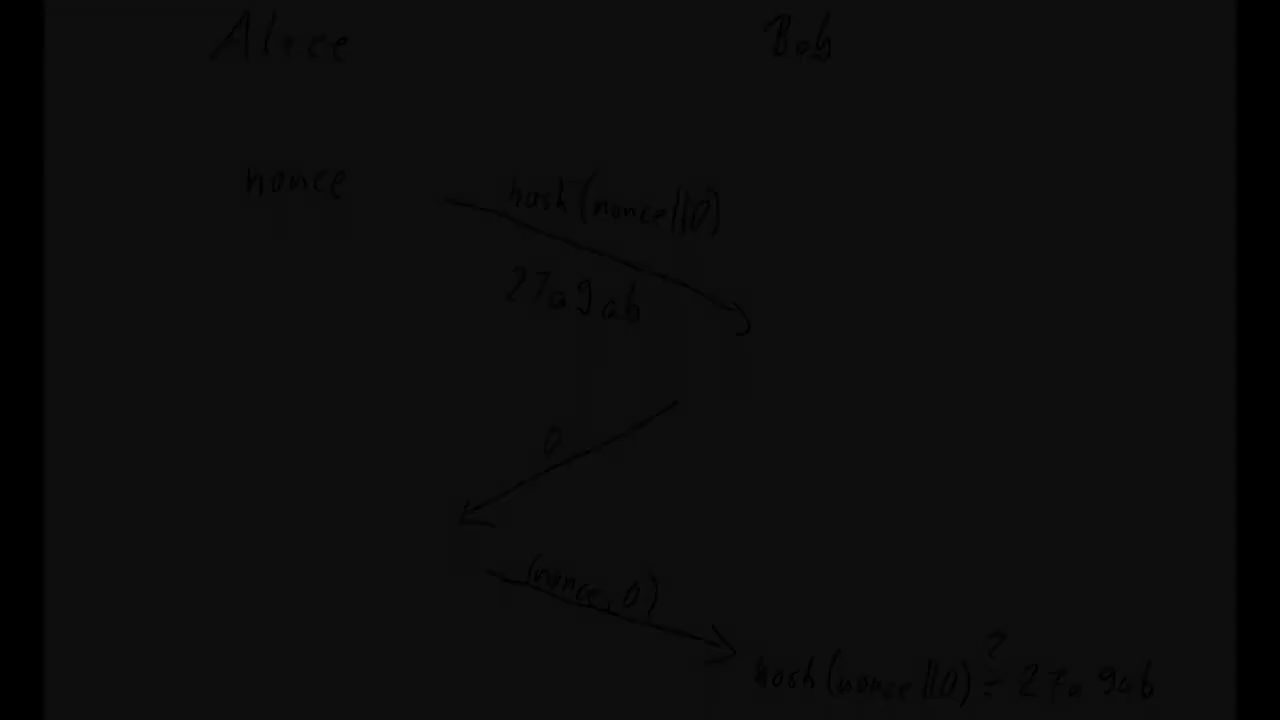 Alice Bob
nonce
hash (nonce||0)
27a9ab
0
(nonce, 0)
hash (nonce||0) ≟ 27a9ab